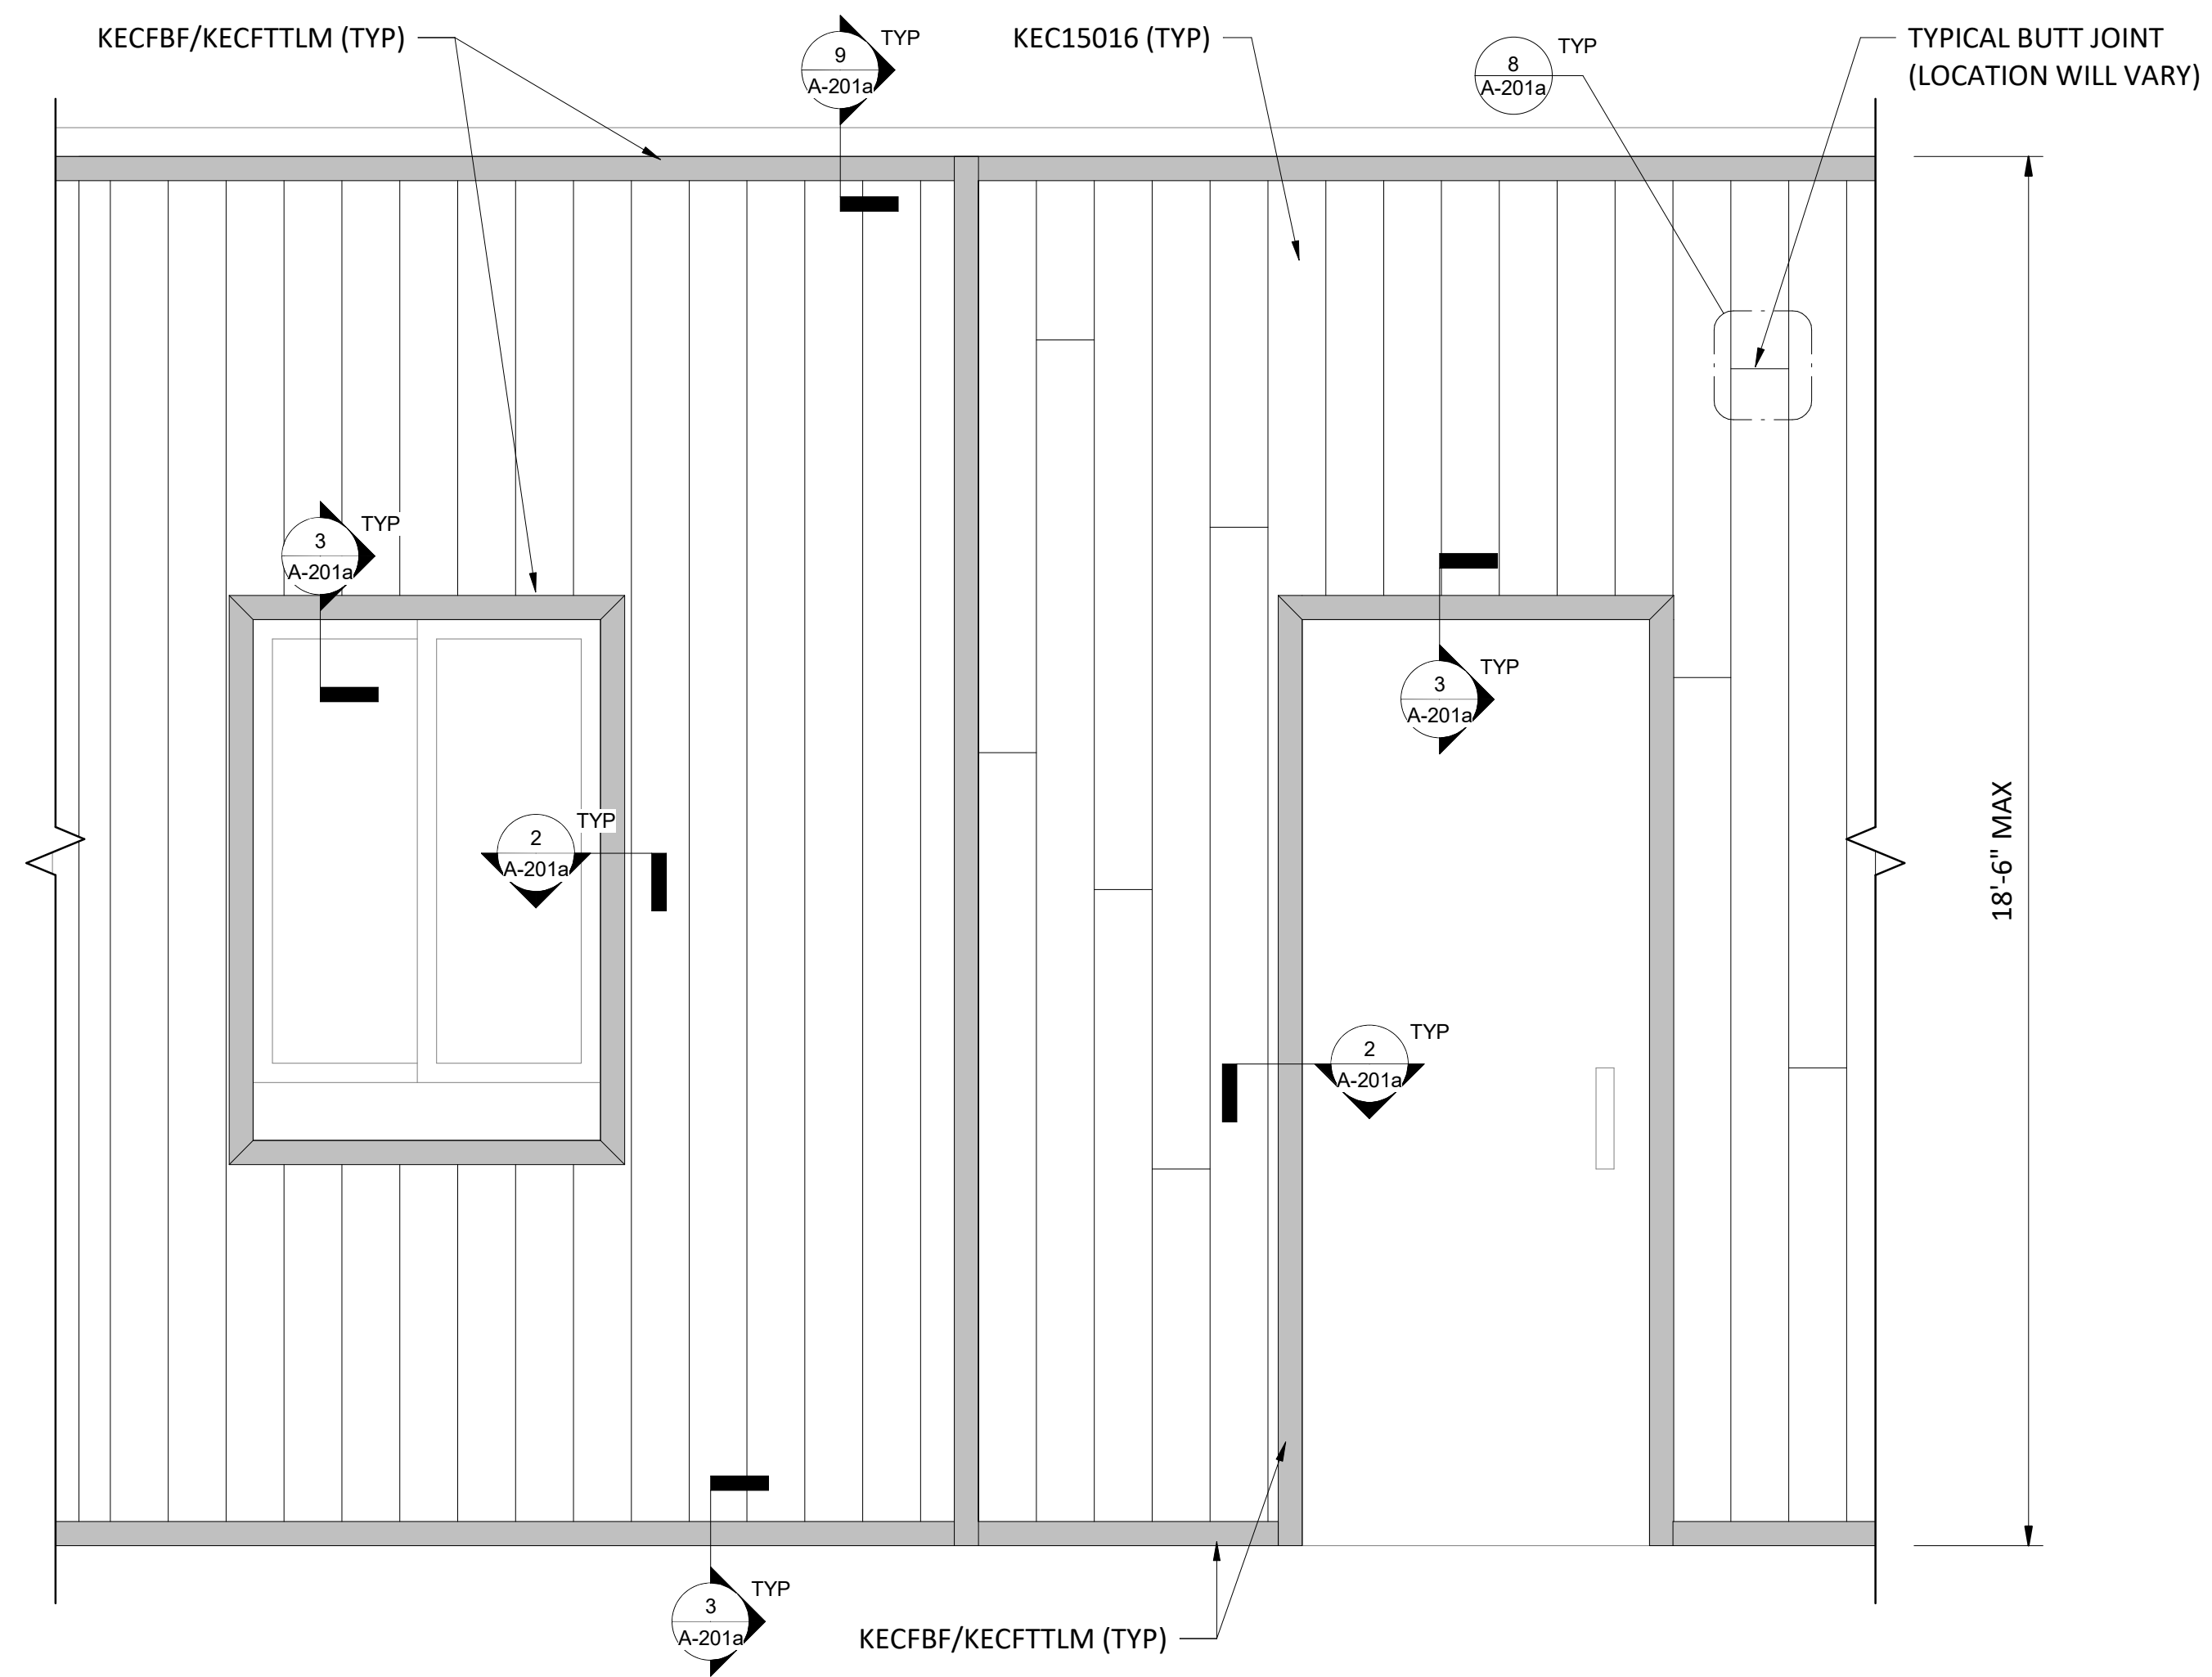 KECFBF/KECFTTLM (TYP)
9
A-201a
TYP
KEC15016 (TYP)
8
A-201a
TYP
TYPICAL BUTT JOINT
(LOCATION WILL VARY)
3
A-201a
TYP
3
A-201a
TYP
2
A-201a
TYP
18'-6" MAX
2
A-201a
TYP
3
A-201a
TYP
KECFBF/KECFTTLM (TYP)